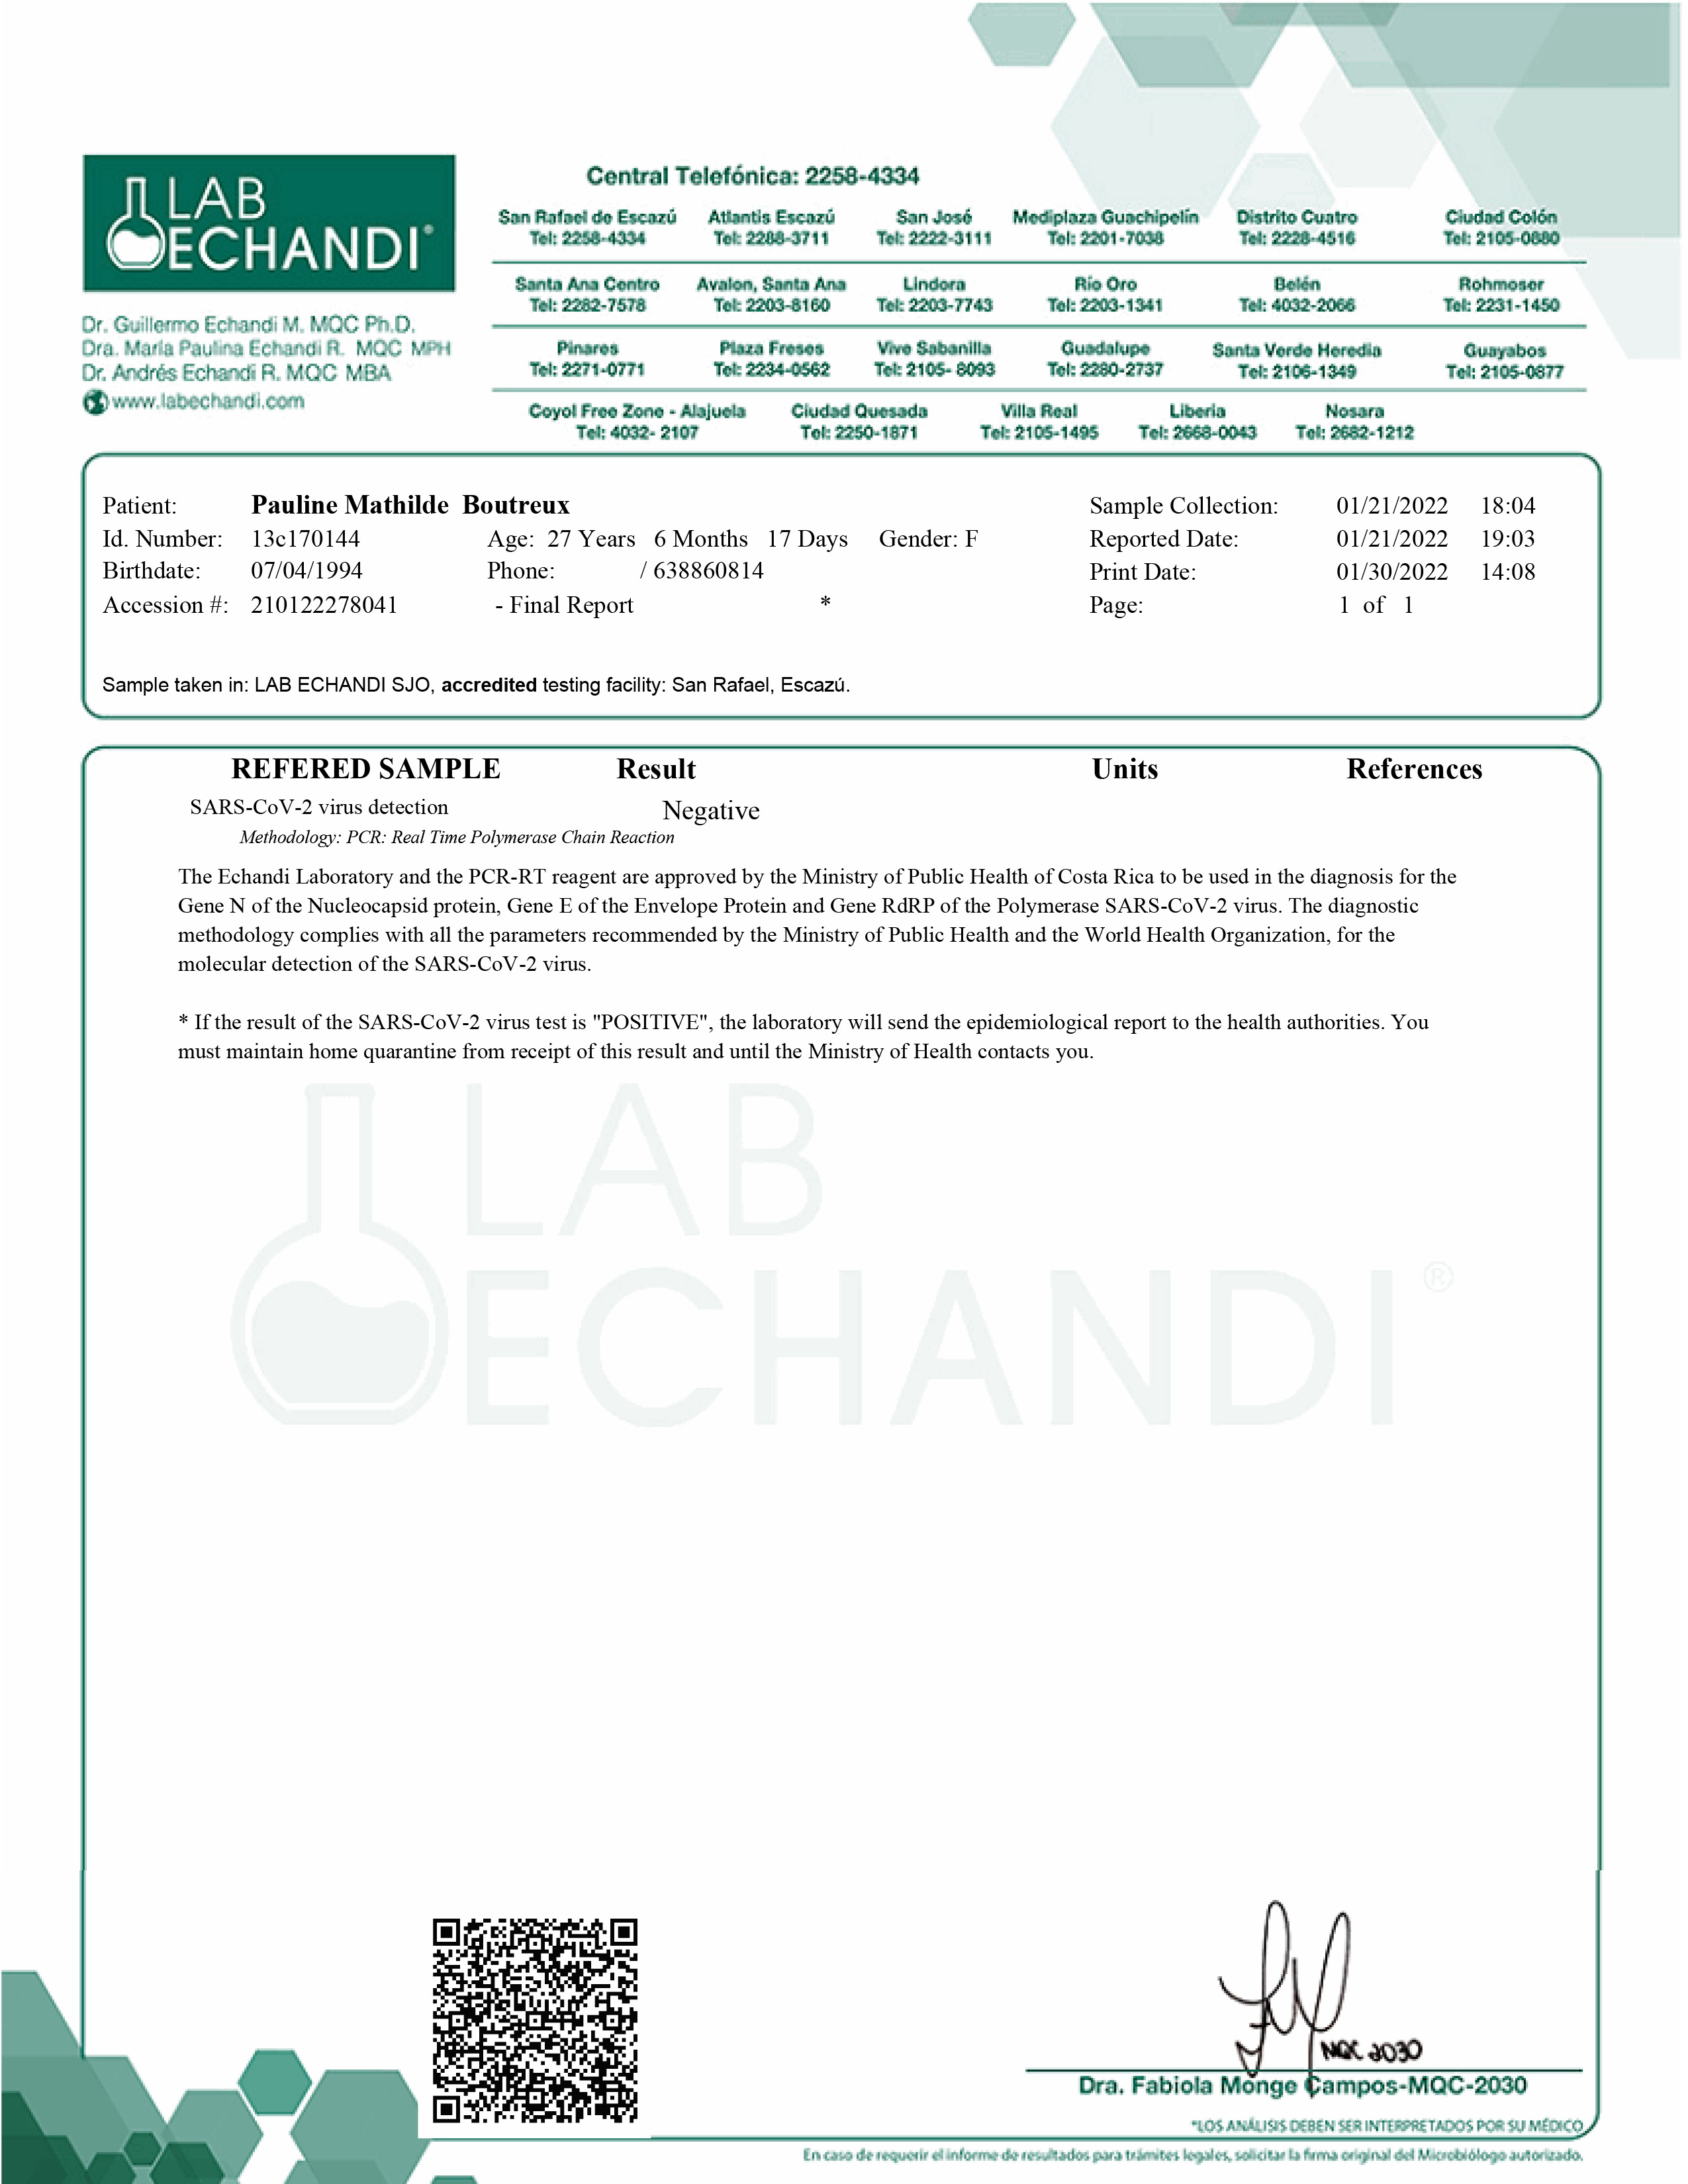 LAB
ECHANDI®
Dr. Guillermo Echandi M. MQC Ph.D.
Dra. María Paulina Echandi R. MQC MPH
Dr. Andrés Echandi R. MQC MBA
www.labechandi.com
Central Telefónica: 2258-4334
San Rafael de Escazú Atlantis Escazú San José Mediplaza Guachipelín Distrito Cuatro Ciudad Colón
Tel: 2258-4334 Tel: 2288-3711 Tel: 2222-3111 Tel: 2201-7038 Tel: 2228-4516 Tel: 2105-0880
Santa Ana Centro Avalon, Santa Ana Lindora Río Oro Belén Rohmoser
Tel: 2282-7578 Tel: 2203-8160 Tel: 2203-7743 Tel: 2203-1341 Tel: 4032-2066 Tel: 2231-1450
Pinares Plaza Freses Vivo Sabanilla Guadalupe Santa Verde Heredia Guayabos
Tel: 2271-0771 Tel: 2234-0562 Tel: 2105- 8093 Tel: 2280-2737 Tel: 2106-1349 Tel: 2105-0877
Coyol Free Zone - Alajuela Ciudad Quesada Villa Real Liberia Nosara
Tel: 4032- 2107 Tel: 2250-1871 Tel: 2105-1495 Tel: 2668-0043 Tel: 2682-1212
Patient: Pauline Mathilde Boutreux Sample Collection: 01/21/2022 18:04
Id. Number: 13c170144 Age: 27 Years 6 Months 17 Days Gender: F Reported Date: 01/21/2022 19:03
Birthdate: 07/04/1994 Phone: / 638860814 Print Date: 01/30/2022 14:08
Accession #: 210122278041 - Final Report * Page: 1 of 1
Sample taken in: LAB ECHANDI SJO, accredited testing facility: San Rafael, Escazú.
REFERED SAMPLE Result Units References
SARS-CoV-2 virus detection Negative
Methodology: PCR: Real Time Polymerase Chain Reaction
The Echandi Laboratory and the PCR-RT reagent are approved by the Ministry of Public Health of Costa Rica to be used in the diagnosis for the
Gene N of the Nucleocapsid protein, Gene E of the Envelope Protein and Gene RdRP of the Polymerase SARS-CoV-2 virus. The diagnostic
methodology complies with all the parameters recommended by the Ministry of Public Health and the World Health Organization, for the
molecular detection of the SARS-CoV-2 virus.
* If the result of the SARS-CoV-2 virus test is "POSITIVE", the laboratory will send the epidemiological report to the health authorities. You
must maintain home quarantine from receipt of this result and until the Ministry of Health contacts you.
LAB
ECHANDI®
MQC 2030
Dra. Fabiola Monge Campos-MQC-2030
*LOS ANÁLISIS DEBEN SER INTERPRETADOS POR SU MÉDICO
En caso de requerir el informe de resultados para trámites legales, solicitar la firma original del Microbiólogo autorizado.